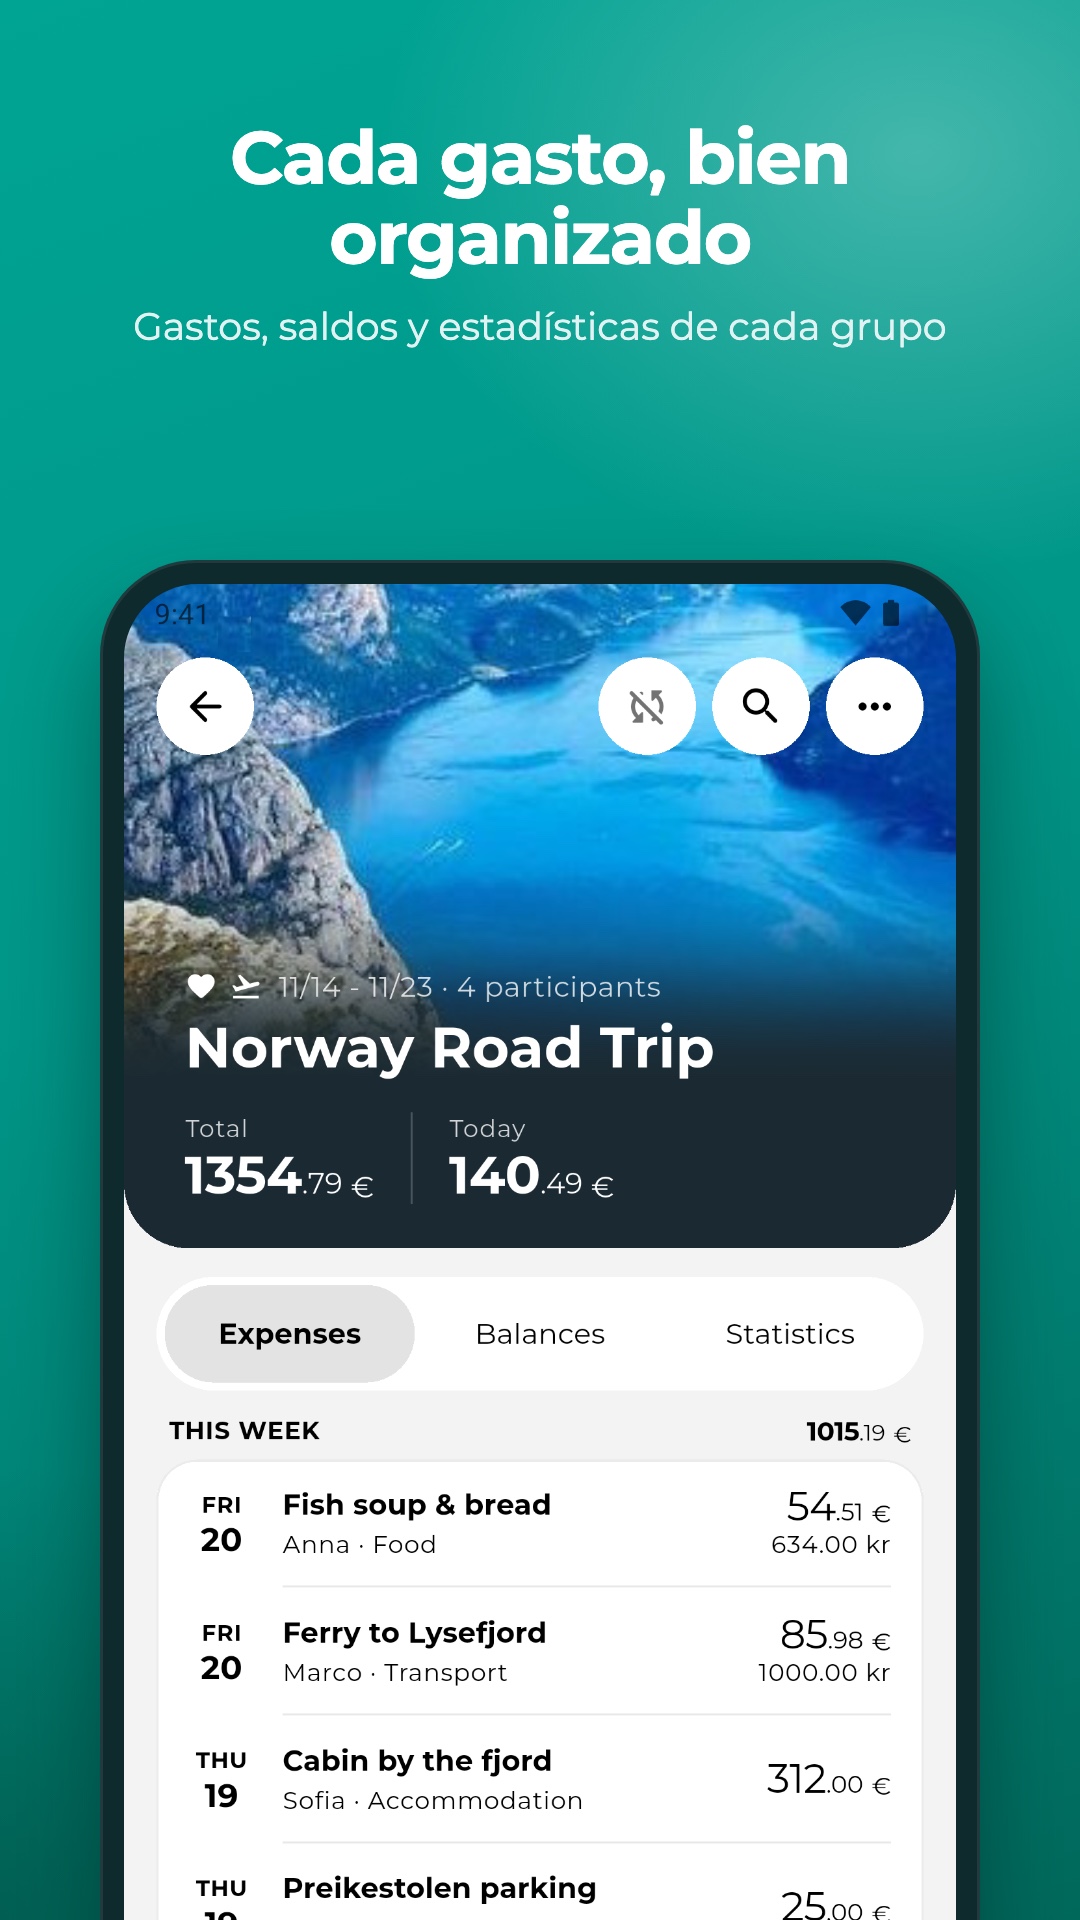 Cada gasto, bien
organizado
Gastos, saldos y estadísticas de cada grupo
9:41
11/14 - 11/23 · 4 participants
Norway Road Trip
Total
Today
1354.79 €
140.49 €
Expenses
Balances
Statistics
THIS WEEK
1015.19 €
FRI
20
Fish soup & bread
Anna · Food
54.51 €
634.00 kr
FRI
20
Ferry to Lysefjord
Marco · Transport
85.98 €
1000.00 kr
THU
19
Cabin by the fjord
Sofia · Accommodation
312.00 €
THU
19
Preikestolen parking
25.00 €